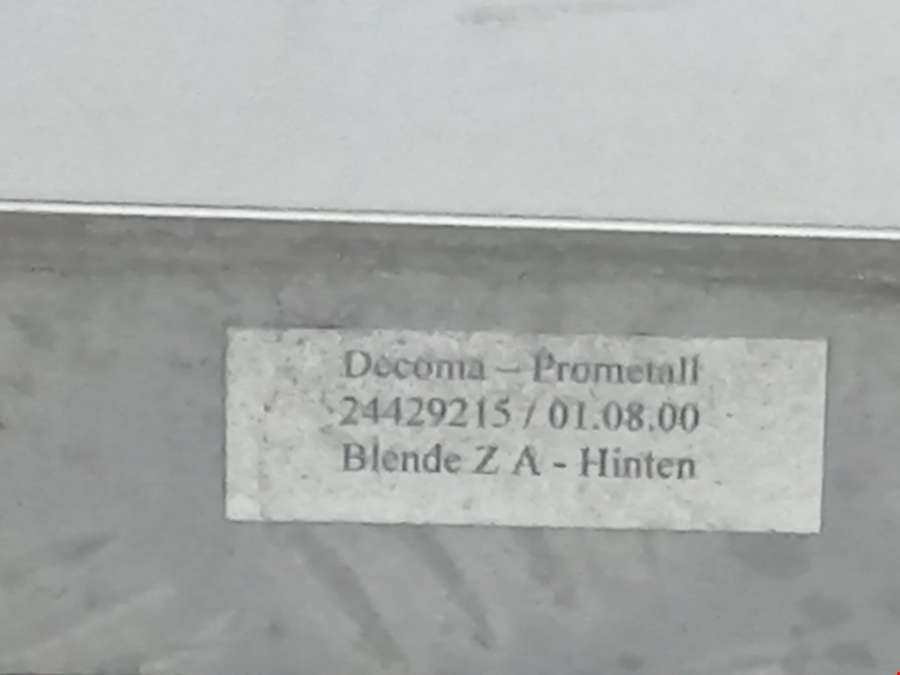 Decoma – Prometall
24429215 / 01.08.00
Blende Z A - Hinten